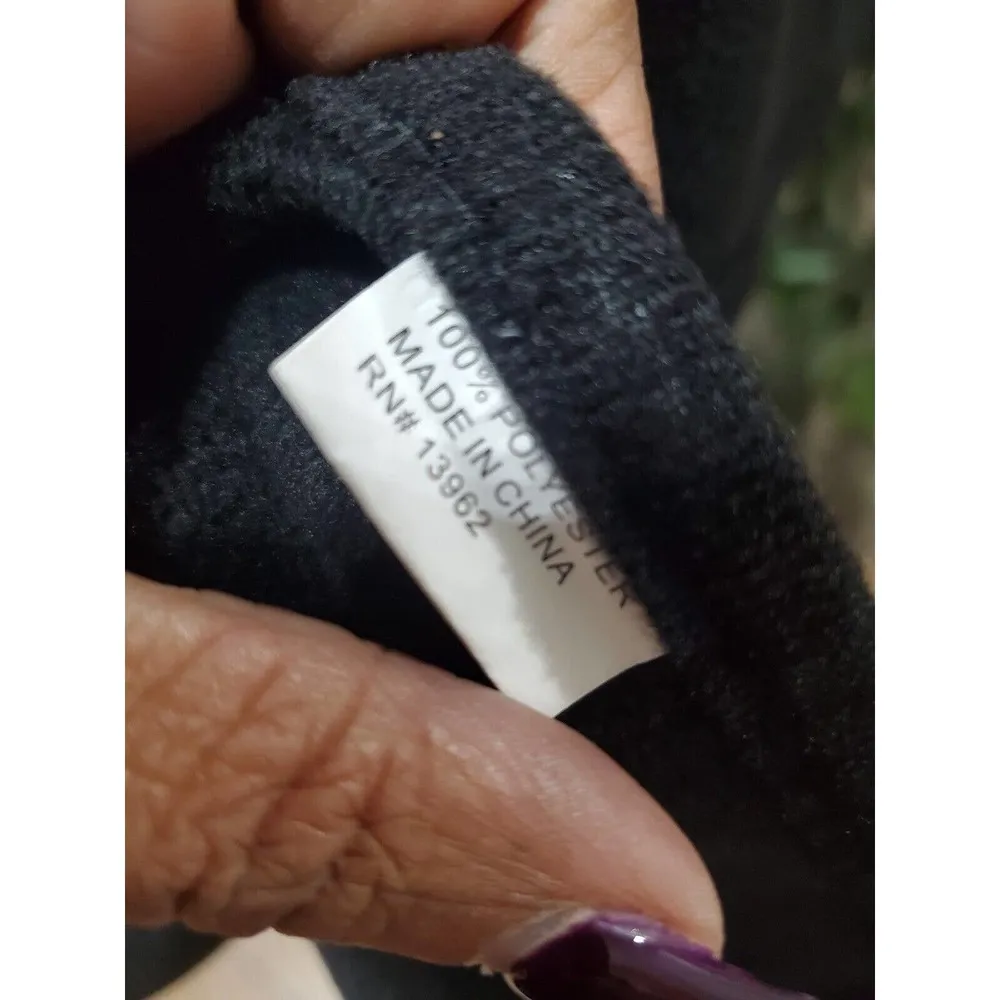 100% POLYESTER
MADE IN CHINA
RN# 13962